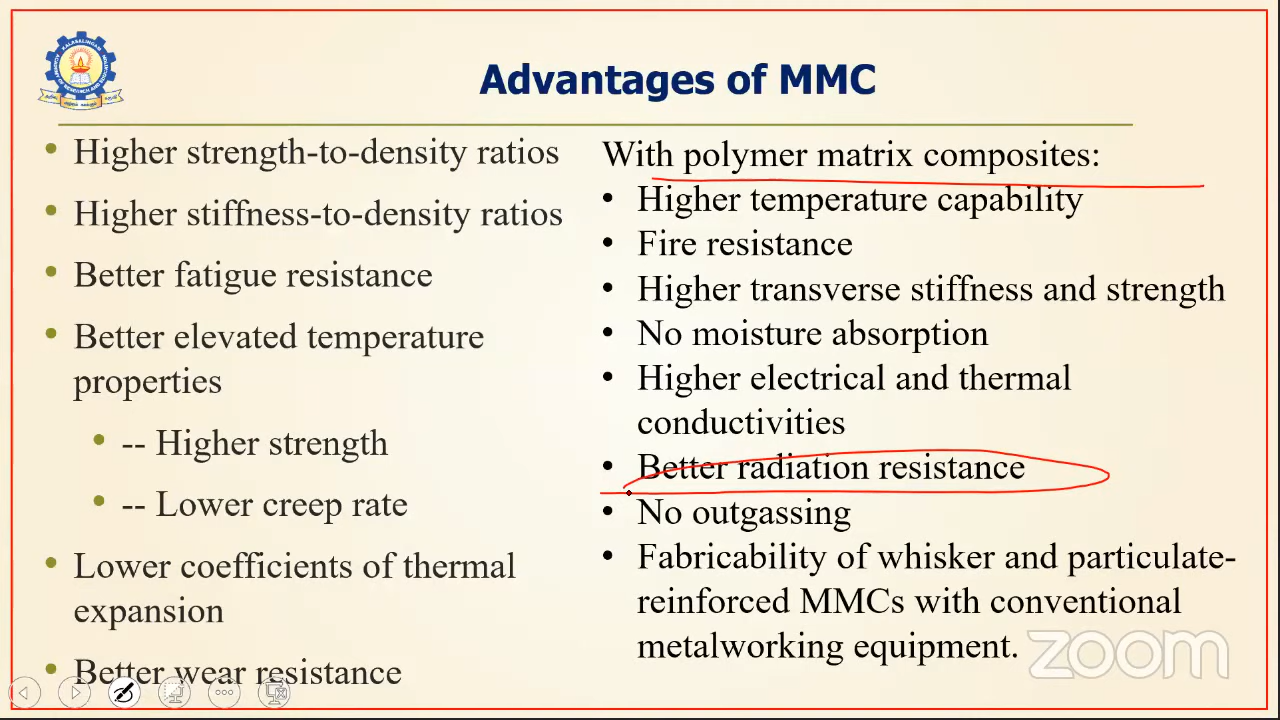 Advantages of MMC
• Higher strength-to-density ratios
• Higher stiffness-to-density ratios
• Better fatigue resistance
• Better elevated temperature
properties
• -- Higher strength
• -- Lower creep rate
• Lower coefficients of thermal
expansion
• Better wear resistance
With polymer matrix composites:
• Higher temperature capability
• Fire resistance
• Higher transverse stiffness and strength
• No moisture absorption
• Higher electrical and thermal
conductivities
• Better radiation resistance
• No outgassing
• Fabricability of whisker and particulate-
reinforced MMCs with conventional
metalworking equipment.
zoom